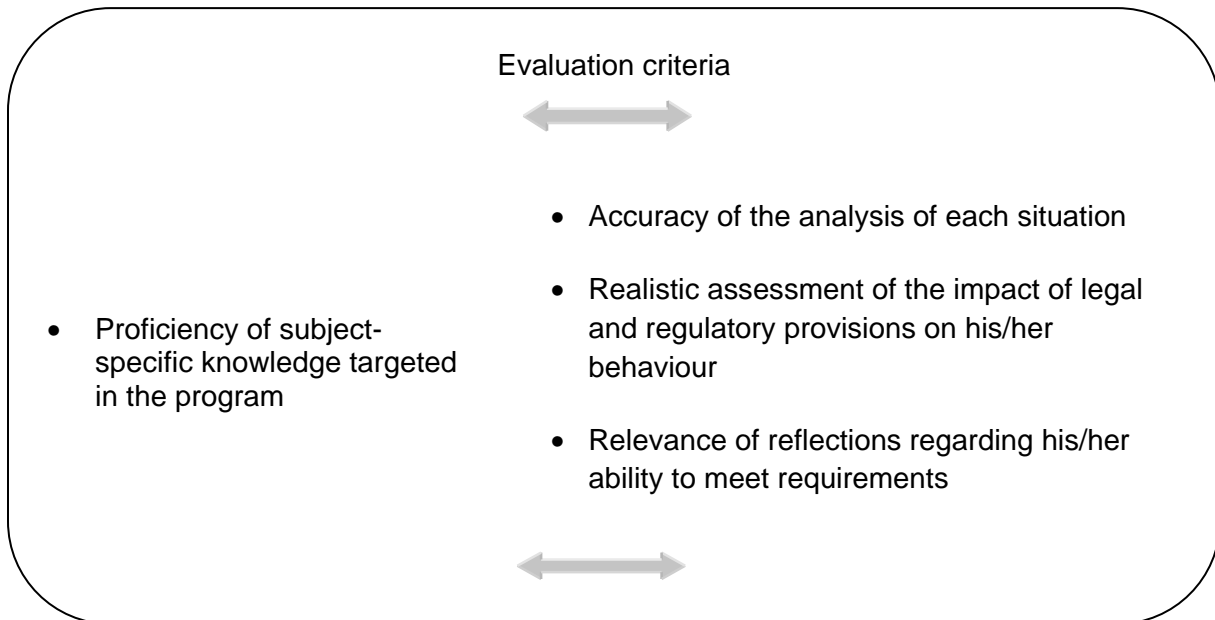 Evaluation criteria
• Proficiency of subject-
specific knowledge targeted
in the program
• Accuracy of the analysis of each situation
• Realistic assessment of the impact of legal
and regulatory provisions on his/her
behaviour
• Relevance of reflections regarding his/her
ability to meet requirements